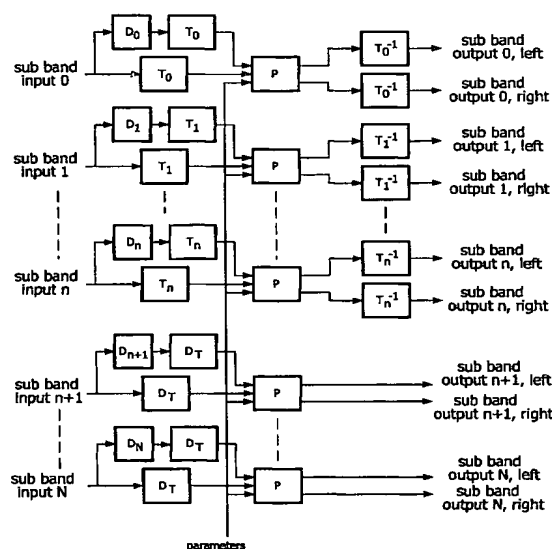 D0 T0 T0-1 sub band
output 0, left
sub band
input 0 T0 P T0-1 sub band
output 0, right
D1 T1 T1-1 sub band
output 1, left
sub band
input 1 T1 P T1-1 sub band
output 1, right
Dn Tn Tn-1 sub band
output n, left
sub band
input n Tn P Tn-1 sub band
output n, right
Dn+1 DT sub band
output n+1, left
sub band
input n+1 DT P sub band
output n+1, right
DN DT sub band
output N, left
sub band
input N DT P sub band
output N, right
parameters